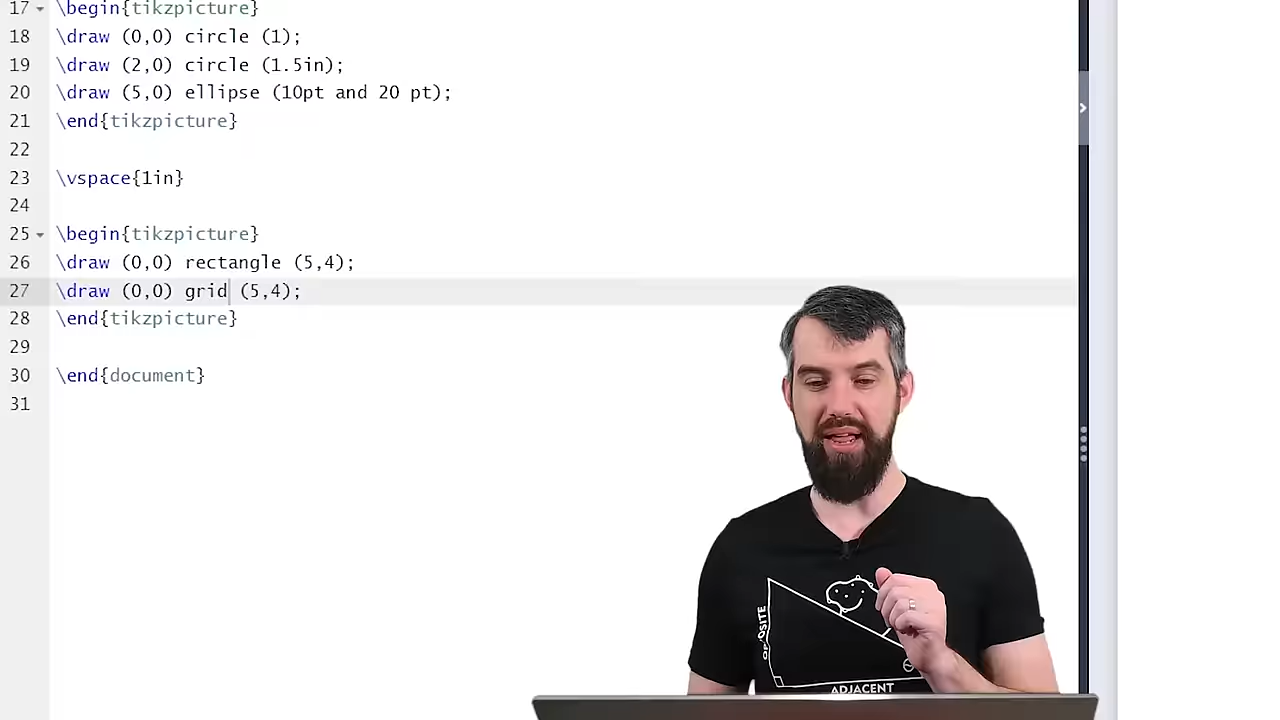 17 \begin{tikzpicture}
18 \draw (0,0) circle (1);
19 \draw (2,0) circle (1.5in);
20 \draw (5,0) ellipse (10pt and 20 pt);
21 \end{tikzpicture}
22
23 \vspace{1in}
24
25 \begin{tikzpicture}
26 \draw (0,0) rectangle (5,4);
27 \draw (0,0) grid (5,4);
28 \end{tikzpicture}
29
30 \end{document}
31
ADJACENT